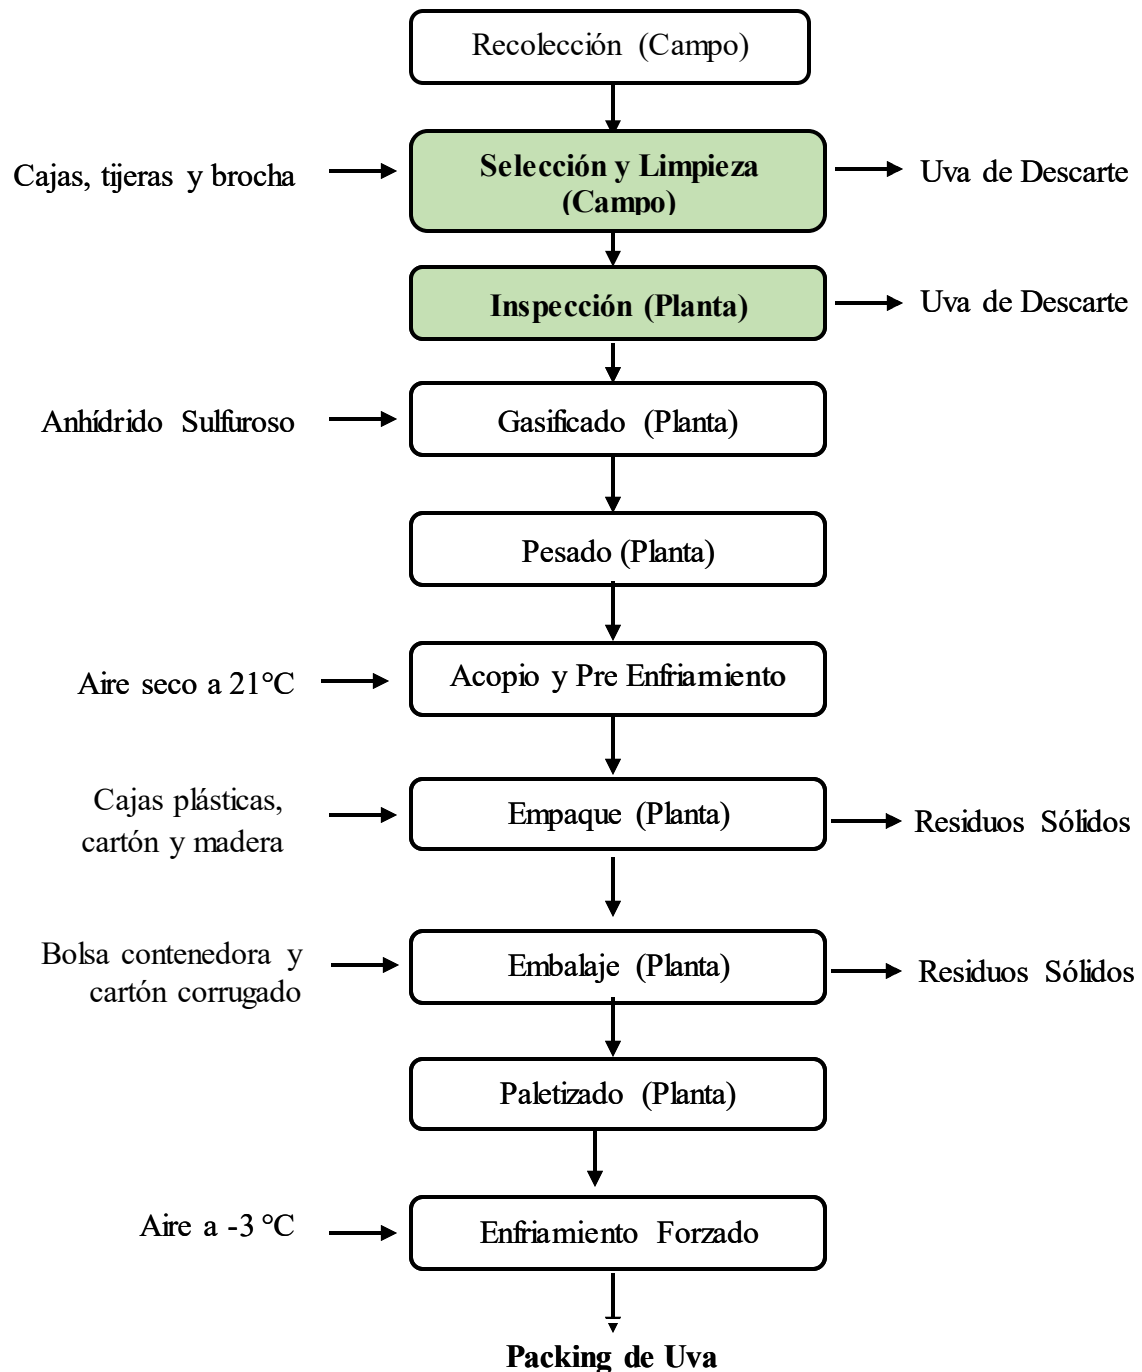 Recolección (Campo)
Cajas, tijeras y brocha
Selección y Limpieza
(Campo)
Uva de Descarte
Inspección (Planta)
Uva de Descarte
Anhídrido Sulfuroso
Gasificado (Planta)
Pesado (Planta)
Aire seco a 21°C
Acopio y Pre Enfriamiento
Cajas plásticas,
cartón y madera
Empaque (Planta)
Residuos Sólidos
Bolsa contenedora y
cartón corrugado
Embalaje (Planta)
Residuos Sólidos
Paletizado (Planta)
Aire a -3 °C
Enfriamiento Forzado
Packing de Uva